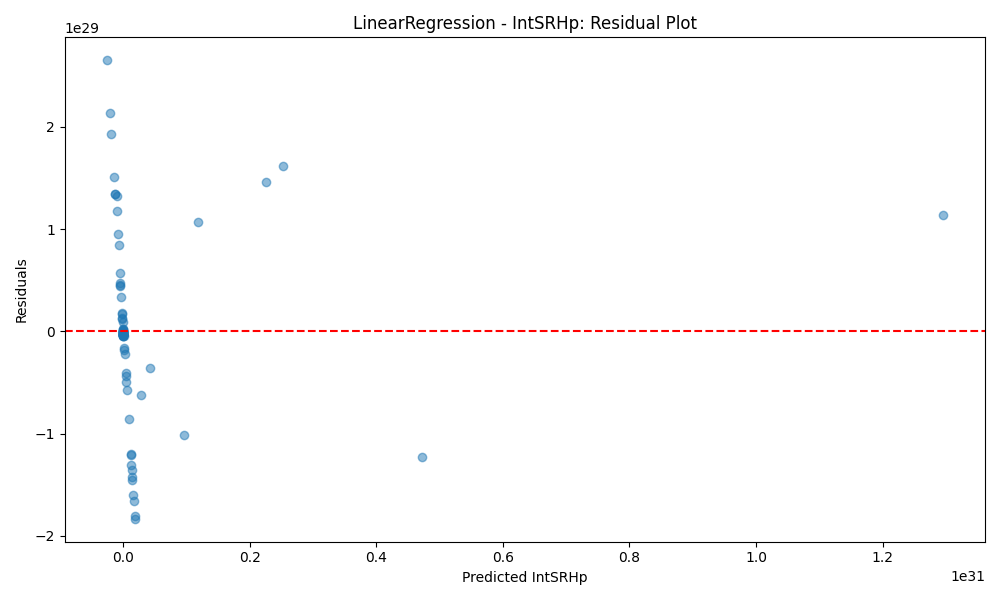 LinearRegression - IntSRHp: Residual Plot
1e29
2
1
0
−1
−2
Residuals
0.0 0.2 0.4 0.6 0.8 1.0 1.2
1e31
Predicted IntSRHp